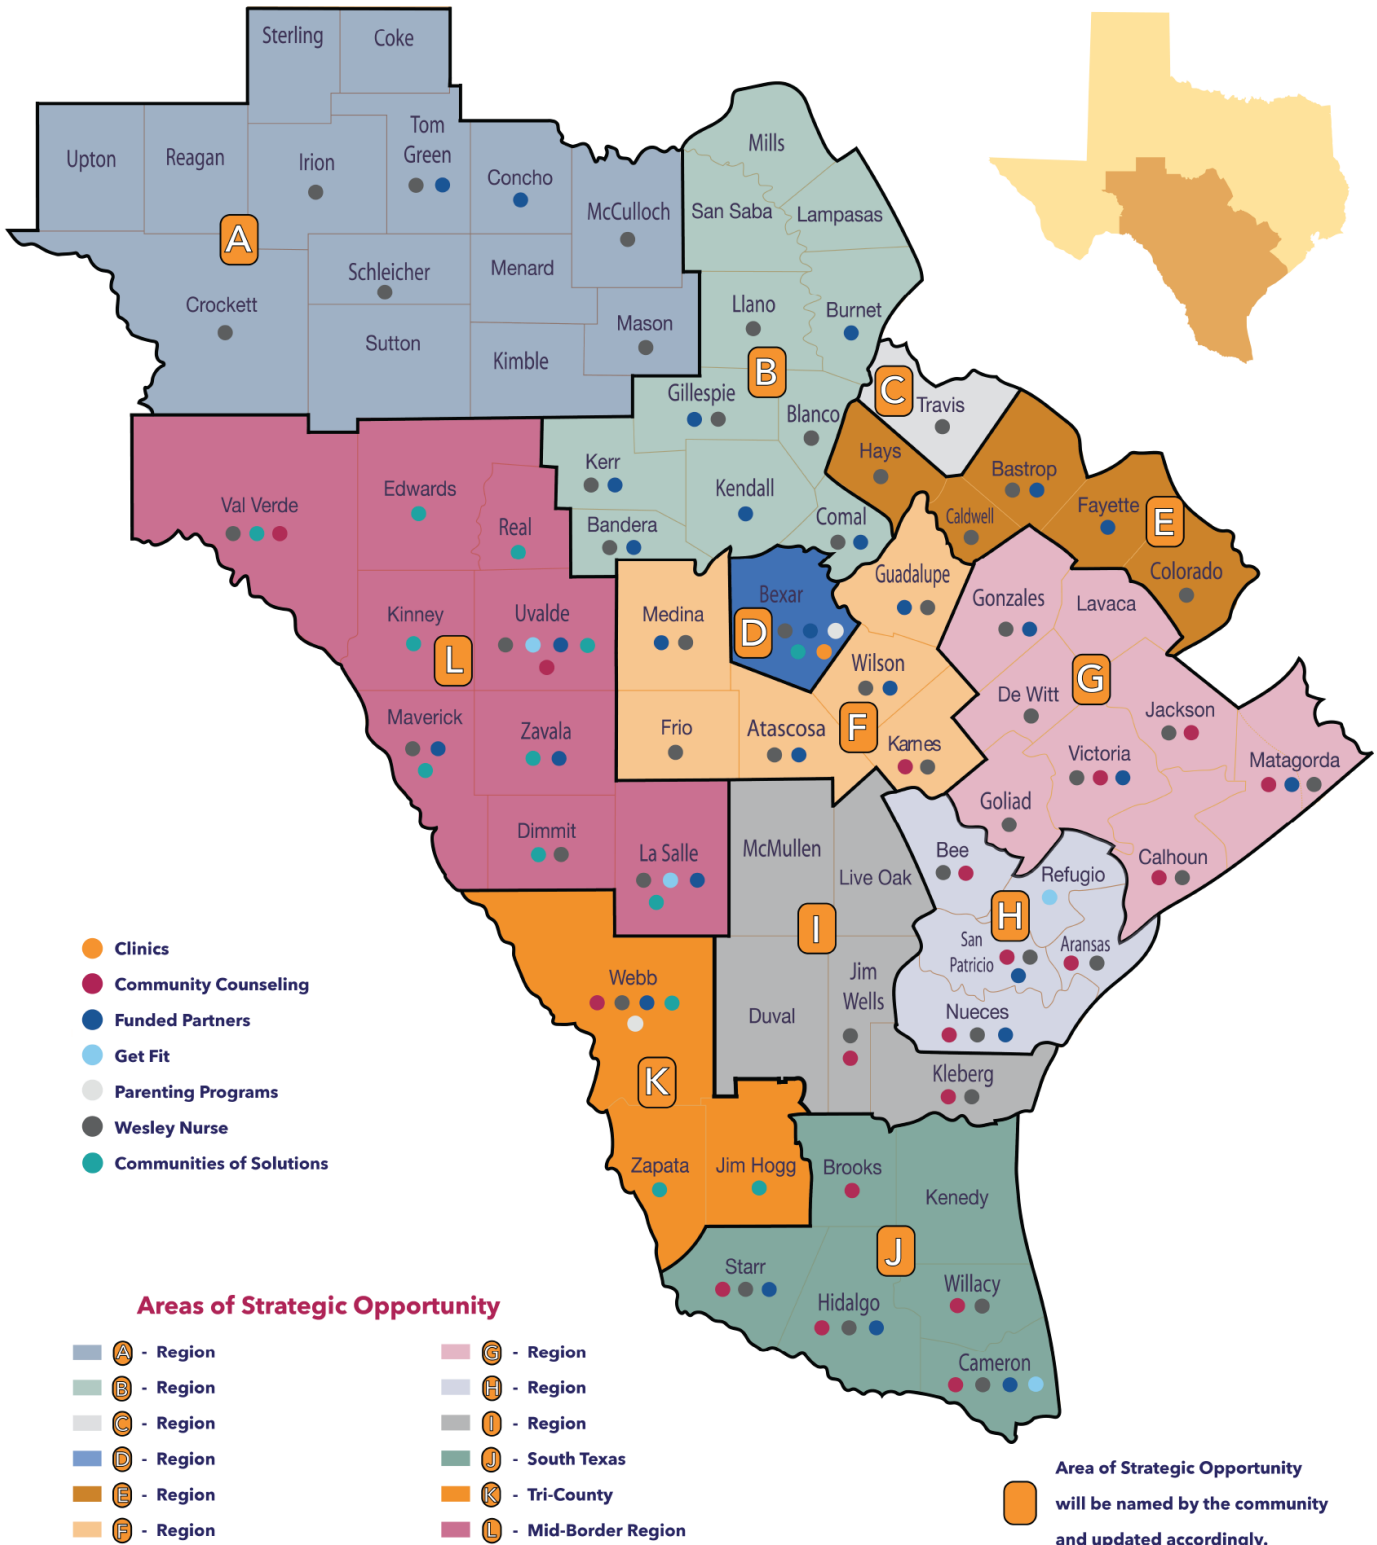 Sterling
Coke
Upton
Reagan
Irion
Tom
Green
Concho
McCulloch
A
Crockett
Schleicher
Menard
Sutton
Kimble
Mason
Mills
San Saba
Lampasas
Llano
Burnet
B
Gillespie
Blanco
Kerr
Kendall
Bandera
Comal
C
Travis
Hays
Bastrop
Caldwell
Fayette
E
Colorado
Val Verde
Edwards
Real
Kinney
L
Uvalde
Maverick
Zavala
Dimmit
La Salle
Medina
Bexar
D
Guadalupe
Wilson
Frio
Atascosa
F
Karnes
Gonzales
Lavaca
G
De Witt
Jackson
Victoria
Matagorda
Goliad
Calhoun
McMullen
Live Oak
I
Duval
Jim
Wells
Kleberg
Bee
Refugio
H
San
Patricio
Aransas
Nueces
Webb
K
Zapata
Jim Hogg
Brooks
Kenedy
J
Starr
Hidalgo
Willacy
Cameron
Clinics
Community Counseling
Funded Partners
Get Fit
Parenting Programs
Wesley Nurse
Communities of Solutions
Areas of Strategic Opportunity
A - Region
B - Region
C - Region
D - Region
E - Region
F - Region
G - Region
H - Region
I - Region
J - South Texas
K - Tri-County
L - Mid-Border Region
Area of Strategic Opportunity
will be named by the community
and updated accordingly.